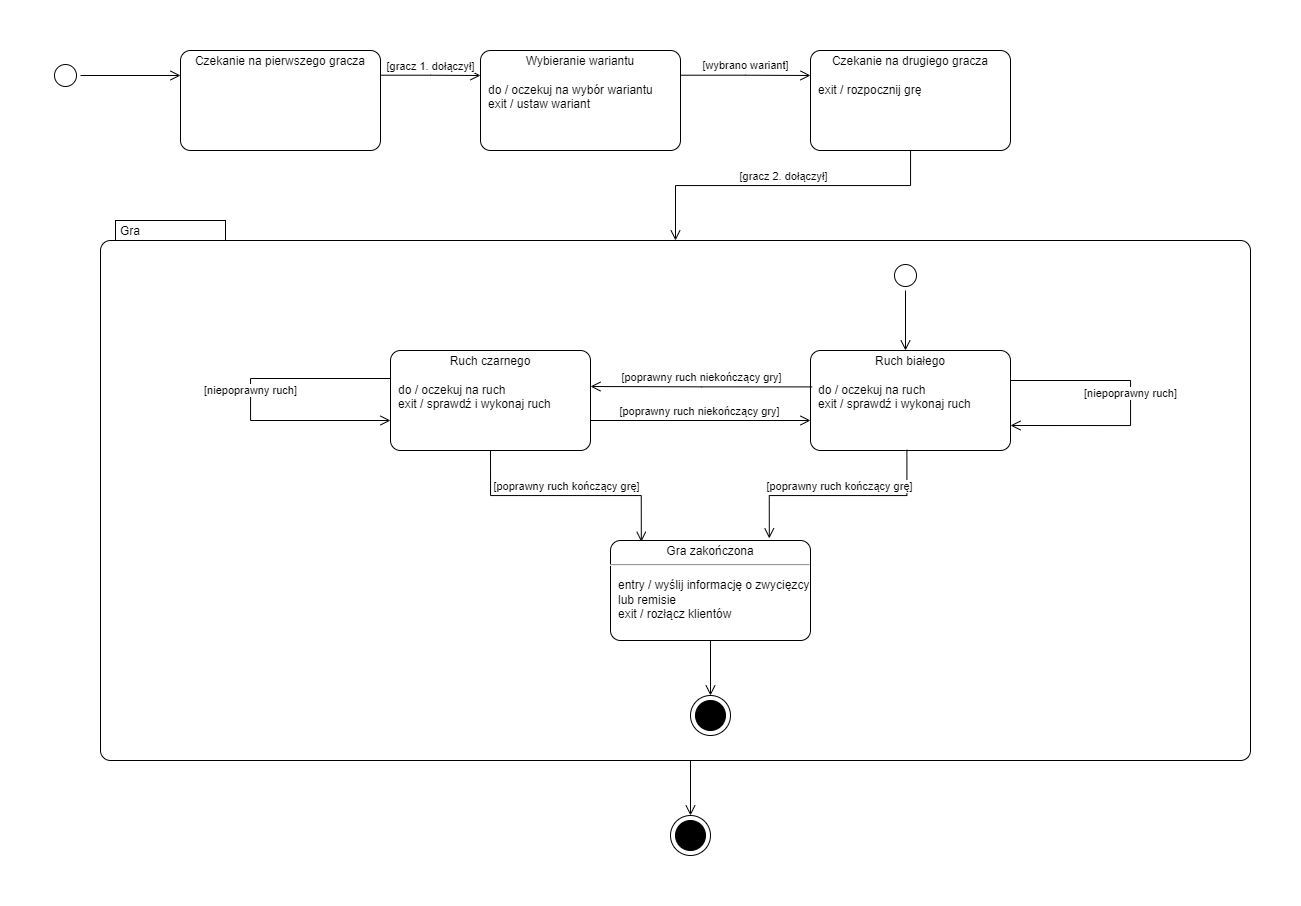 Czekanie na pierwszego gracza
[gracz 1. dołączył]
Wybieranie wariantu
do / oczekuj na wybór wariantu
exit / ustaw wariant
[wybrano wariant]
Czekanie na drugiego gracza
exit / rozpocznij grę
[gracz 2. dołączył]
Gra
Ruch czarnego
do / oczekuj na ruch
exit / sprawdź i wykonaj ruch
[niepoprawny ruch]
[poprawny ruch niekończący gry]
[poprawny ruch niekończący gry]
Ruch białego
do / oczekuj na ruch
exit / sprawdź i wykonaj ruch
[niepoprawny ruch]
[poprawny ruch kończący grę]
[poprawny ruch kończący grę]
Gra zakończona
entry / wyślij informację o zwycięzcy
lub remisie
exit / rozłącz klientów